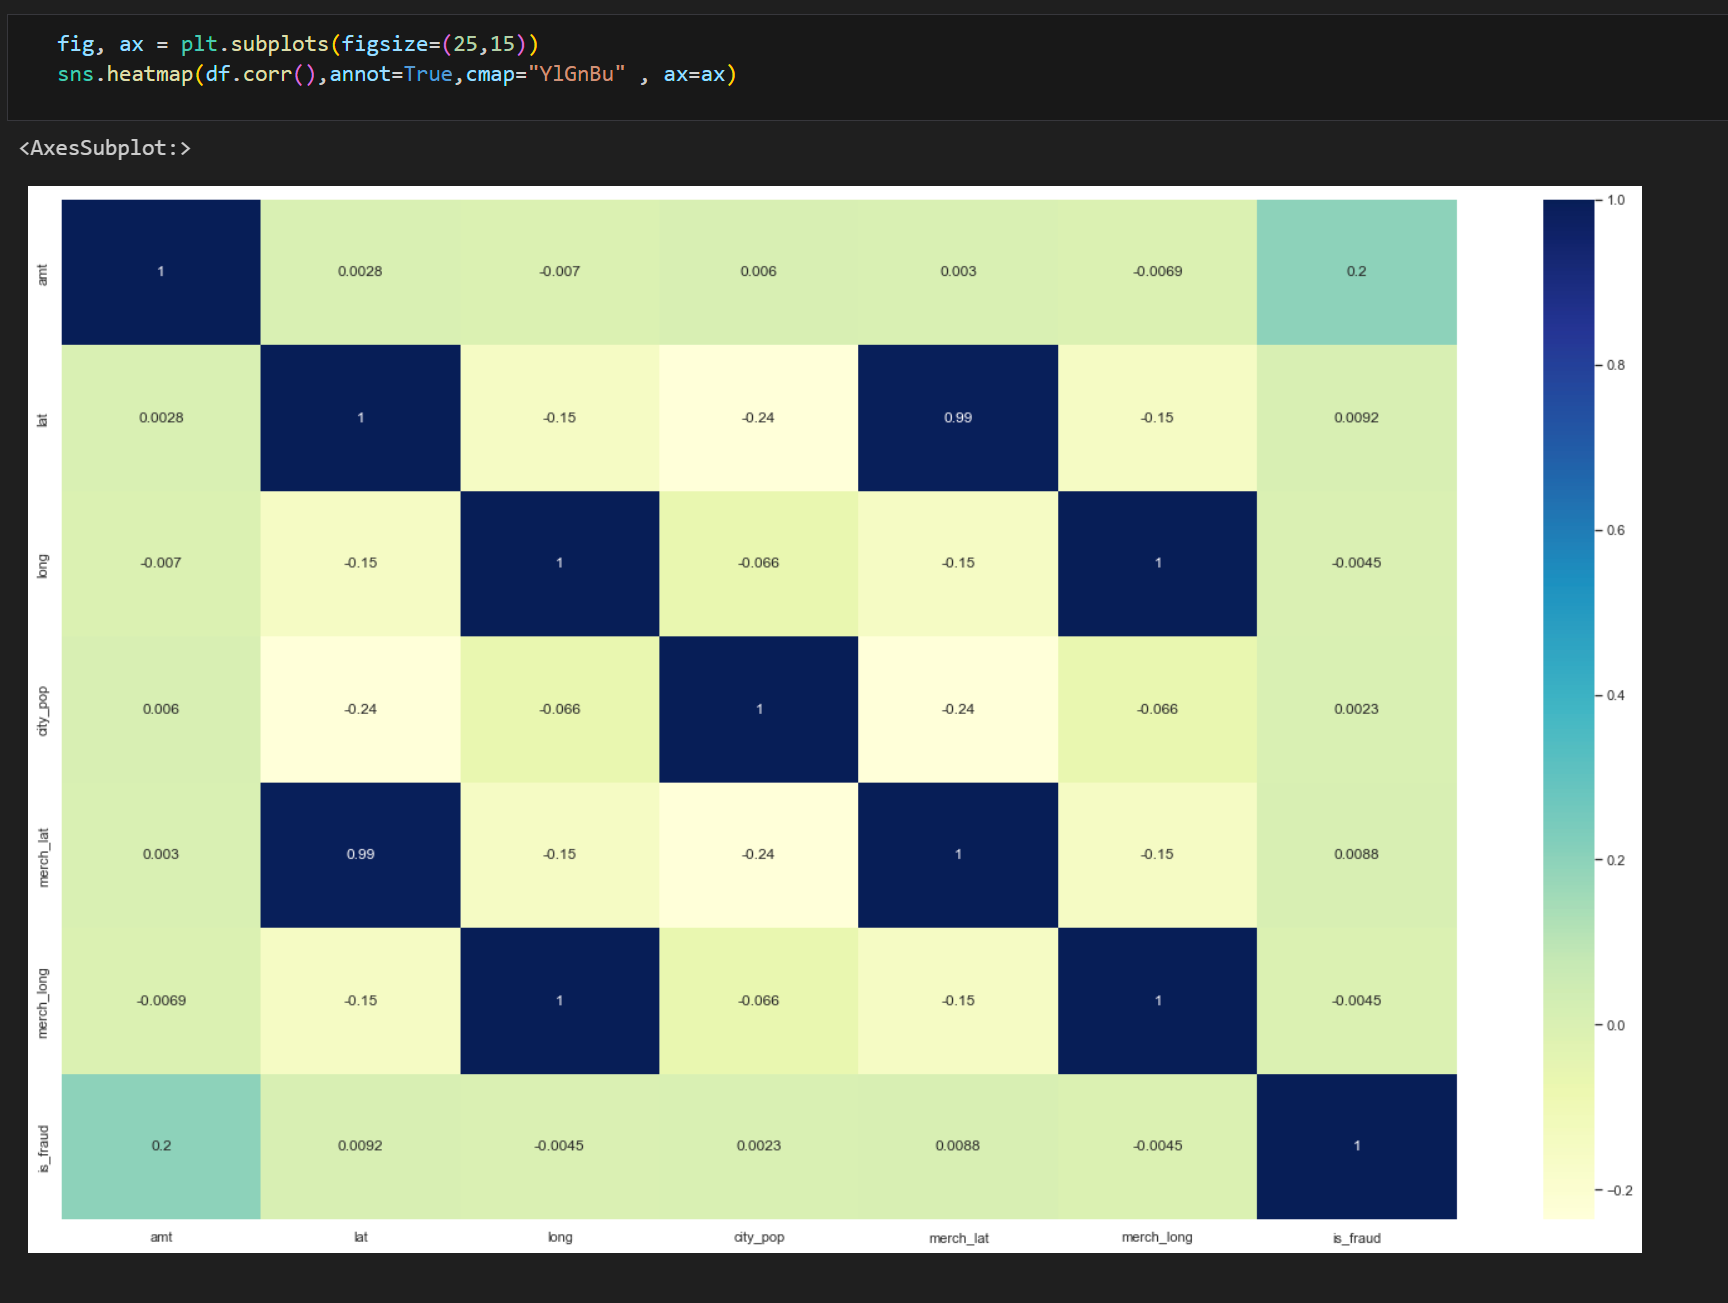 fig, ax = plt.subplots(figsize=(25,15))
sns.heatmap(df.corr(),annot=True,cmap="YlGnBu" , ax=ax)
<AxesSubplot:>
amt 1 0.0028 -0.007 0.006 0.003 -0.0069 0.2
lat 0.0028 1 -0.15 -0.24 0.99 -0.15 0.0092
long -0.007 -0.15 1 -0.066 -0.15 1 -0.0045
city_pop 0.006 -0.24 -0.066 1 -0.24 -0.066 0.0023
merch_lat 0.003 0.99 -0.15 -0.24 1 -0.15 0.0088
merch_long -0.0069 -0.15 1 -0.066 -0.15 1 -0.0045
is_fraud 0.2 0.0092 -0.0045 0.0023 0.0088 -0.0045 1
amt lat long city_pop merch_lat merch_long is_fraud
1.0
0.8
0.6
0.4
0.2
0.0
-0.2